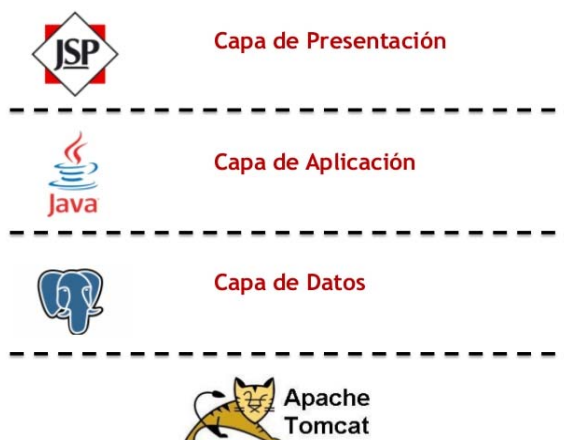 JSP
Capa de Presentación
Java
Capa de Aplicación
Capa de Datos
Apache
Tomcat